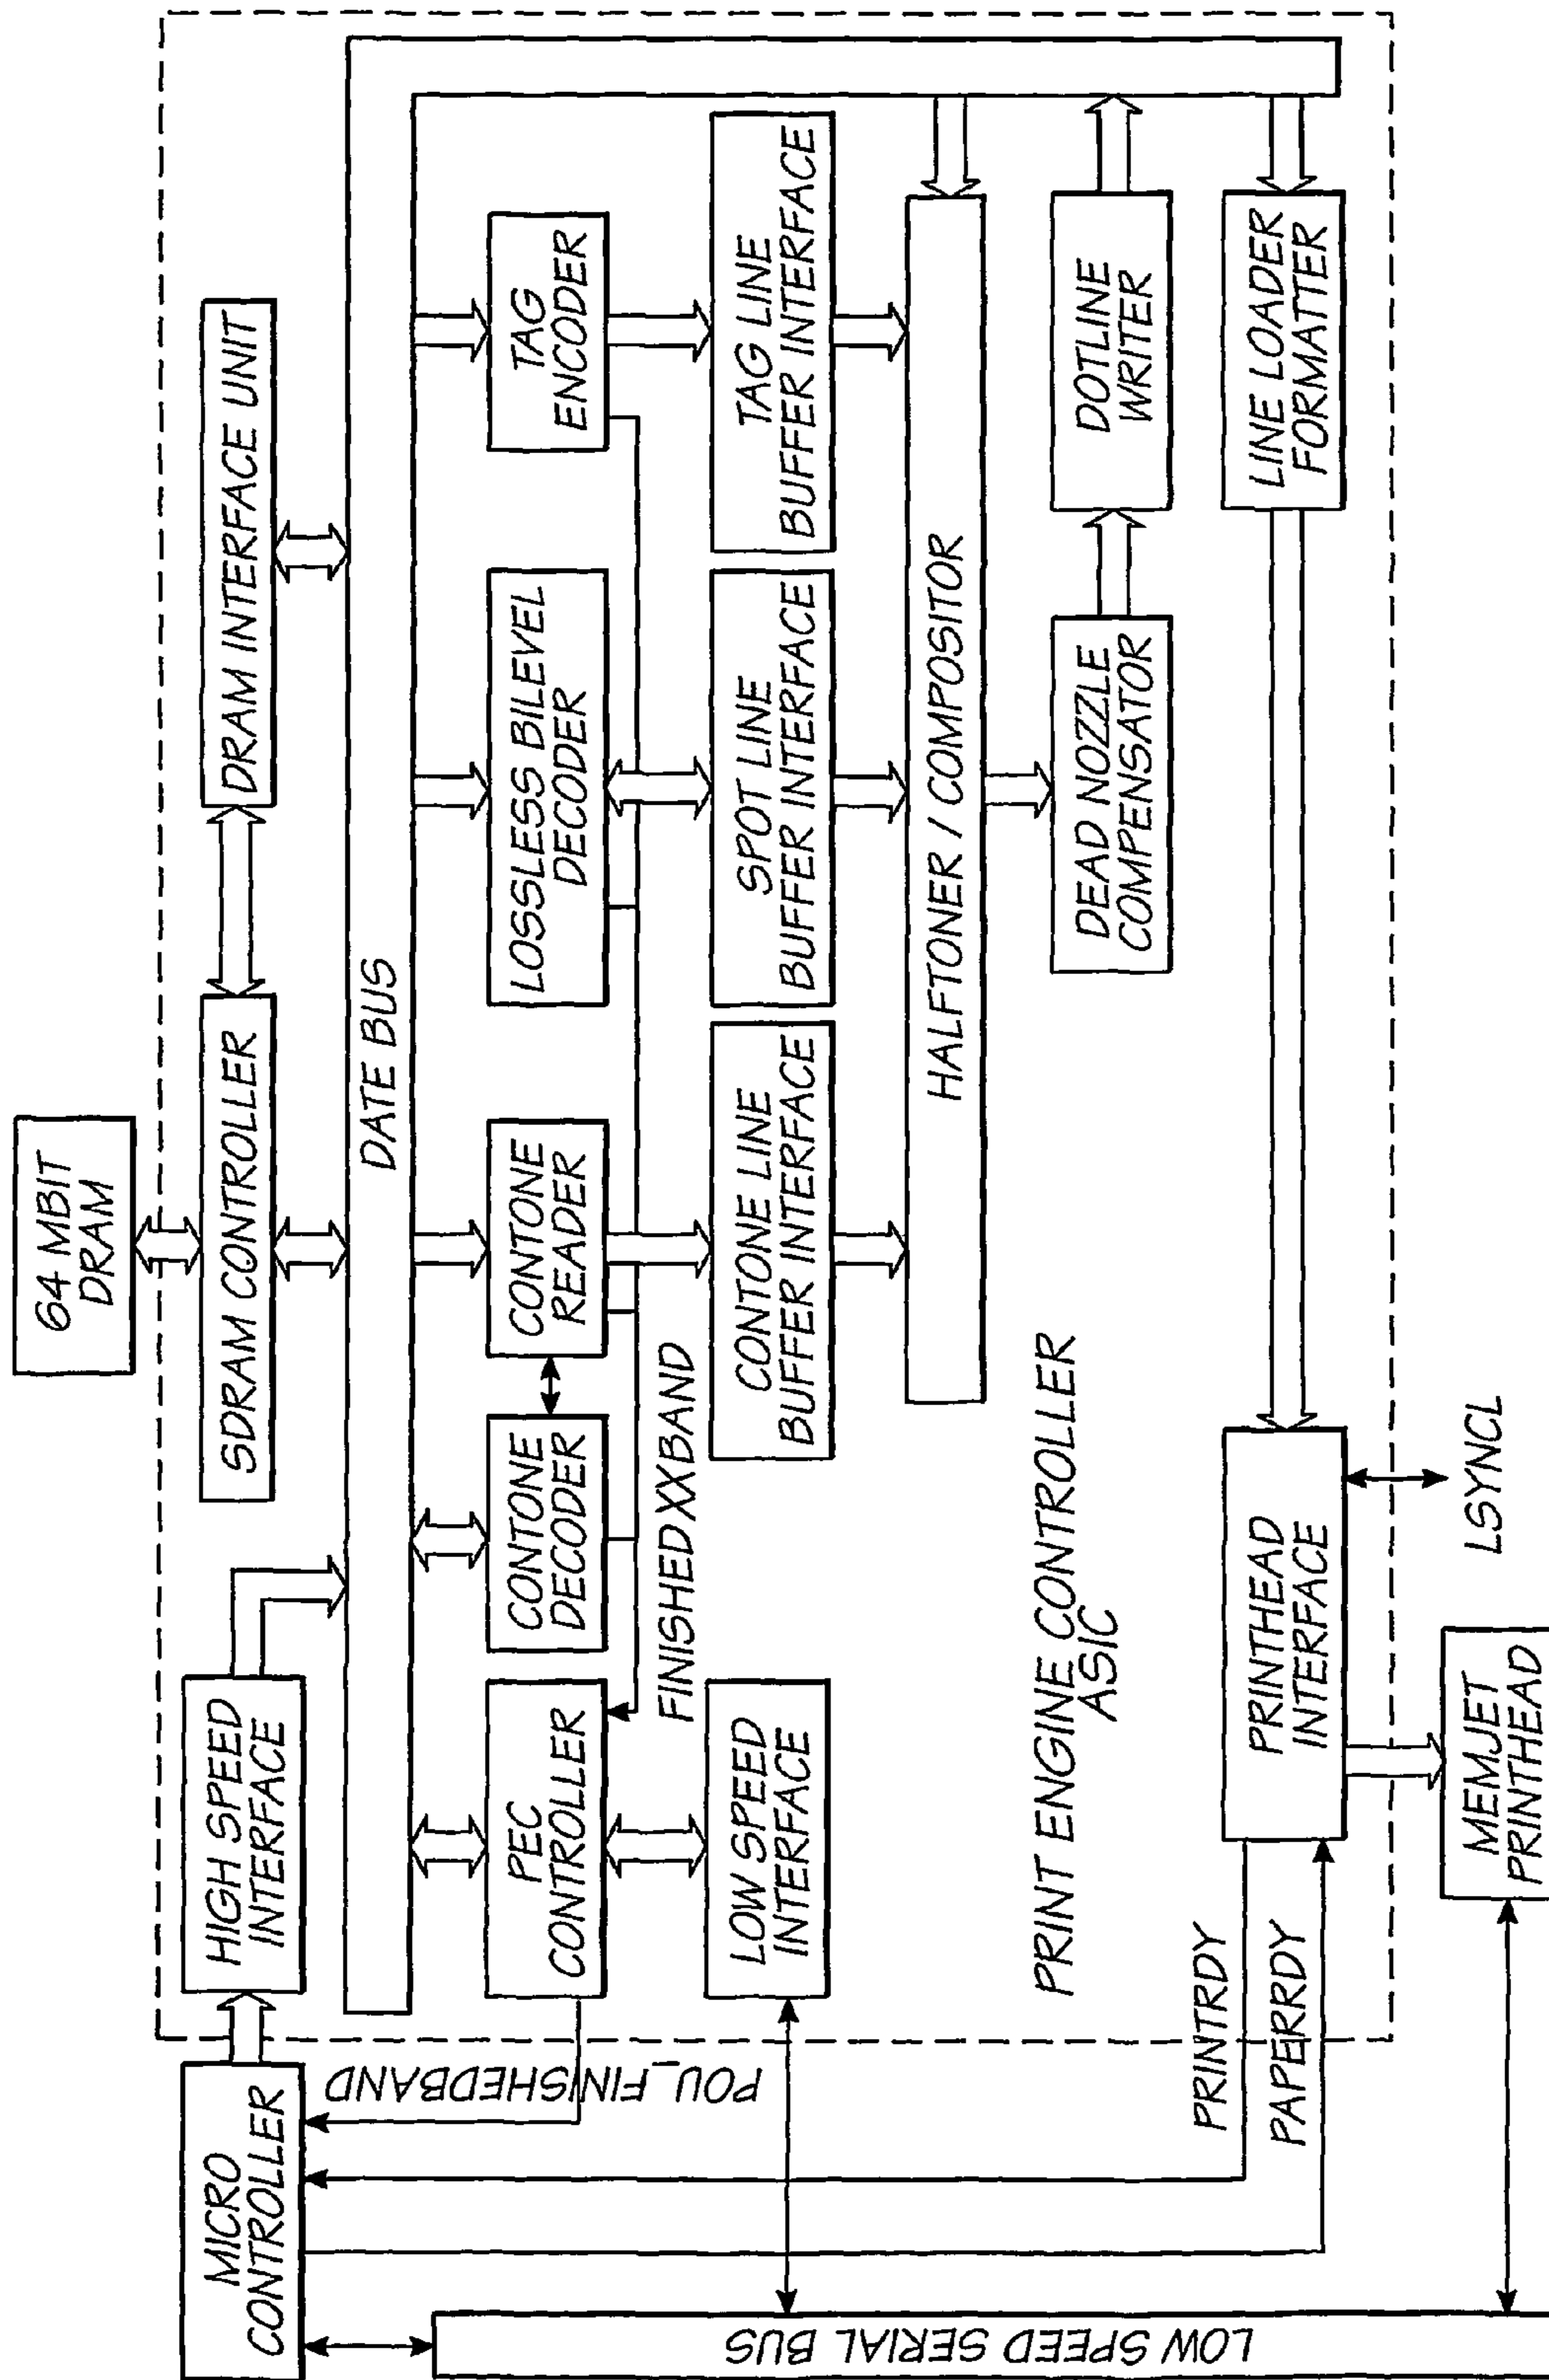 64 MBIT
DRAM
MICRO
CONTROLLER
HIGH SPEED
INTERFACE
SDRAM CONTROLLER
DRAM INTERFACE UNIT
DATE BUS
POU_FINISHEDBAND
PEC
CONTROLLER
CONTONE
DECODER
CONTONE
READER
LOSSLESS BILEVEL
DECODER
TAG
ENCODER
FINISHEDXXBAND
LOW SPEED
INTERFACE
CONTONE LINE
BUFFER INTERFACE
SPOT LINE
BUFFER INTERFACE
TAG LINE
BUFFER INTERFACE
HALFTONER / COMPOSITOR
PRINT ENGINE CONTROLLER
ASIC
DEAD NOZZLE
COMPENSATOR
DOTLINE
WRITER
PRINTRDY
PAPERRDY
PRINTHEAD
INTERFACE
LINE LOADER
FORMATTER
LSYNCL
LOW SPEED SERIAL BUS
MEMJET
PRINTHEAD